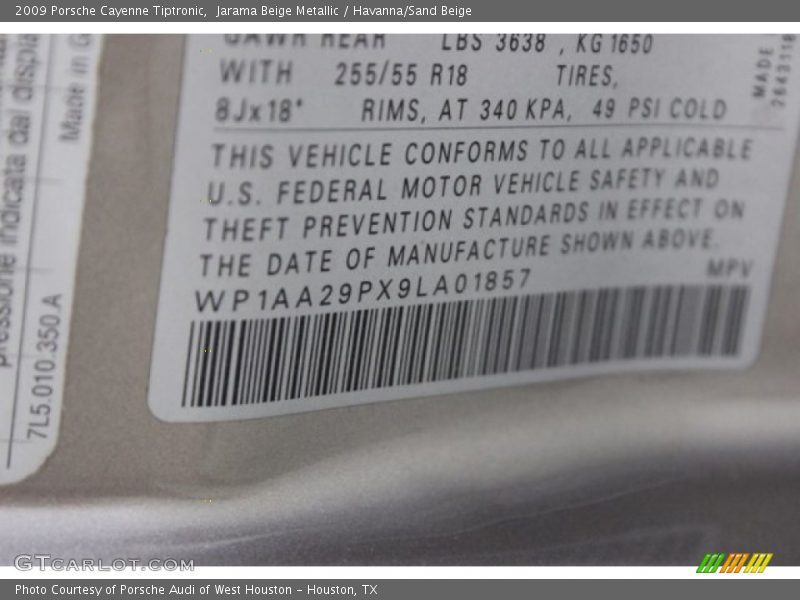 2009 Porsche Cayenne Tiptronic, Jarama Beige Metallic / Havanna/Sand Beige
GAWR REAR LBS 3638 , KG 1650
WITH 255/55 R18 TIRES,
8Jx18" RIMS, AT 340 KPA, 49 PSI COLD
THIS VEHICLE CONFORMS TO ALL APPLICABLE
U.S. FEDERAL MOTOR VEHICLE SAFETY AND
THEFT PREVENTION STANDARDS IN EFFECT ON
THE DATE OF MANUFACTURE SHOWN ABOVE.
WP1AA29PX9LA01857 MPV
MADE
2643118
pressione indicata dal
Made in G
7L5.010.350.A
GTCARLOT.COM
Photo Courtesy of Porsche Audi of West Houston – Houston, TX